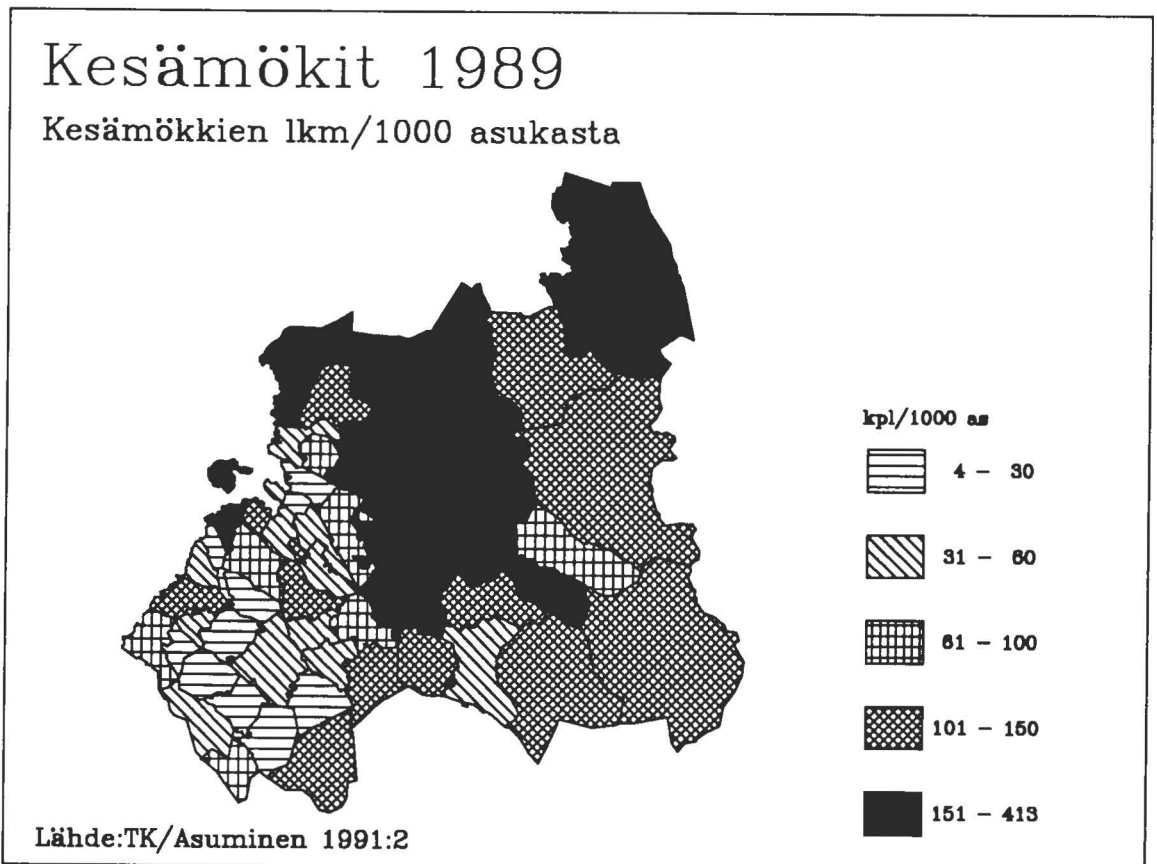 Kesämökit 1989
Kesämökkien lkm/1000 asukasta
kpl/1000 as
4 - 30
31 - 60
61 - 100
101 - 150
151 - 413
Lähde:TK/Asuminen 1991:2